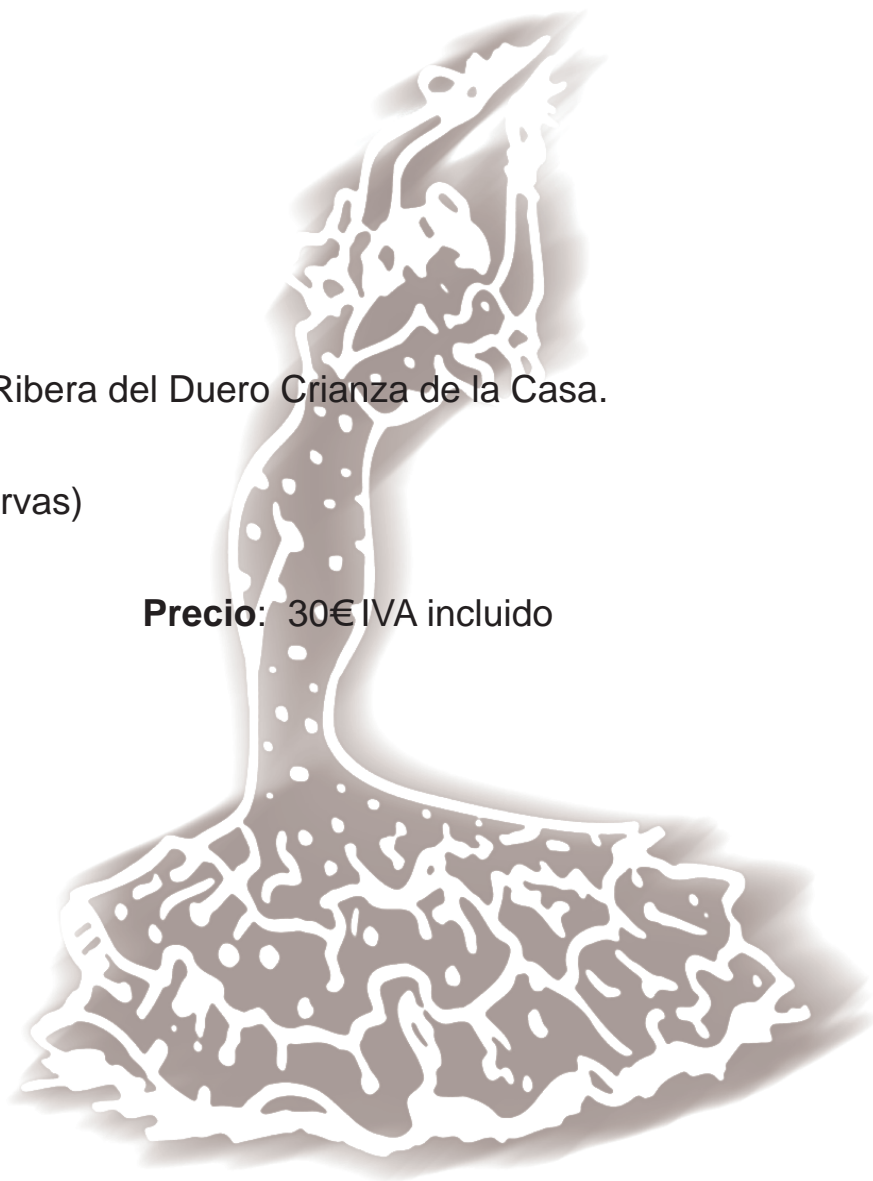 Ribera del Duero Crianza de la Casa.
rvas)
Precio: 30€ IVA incluido